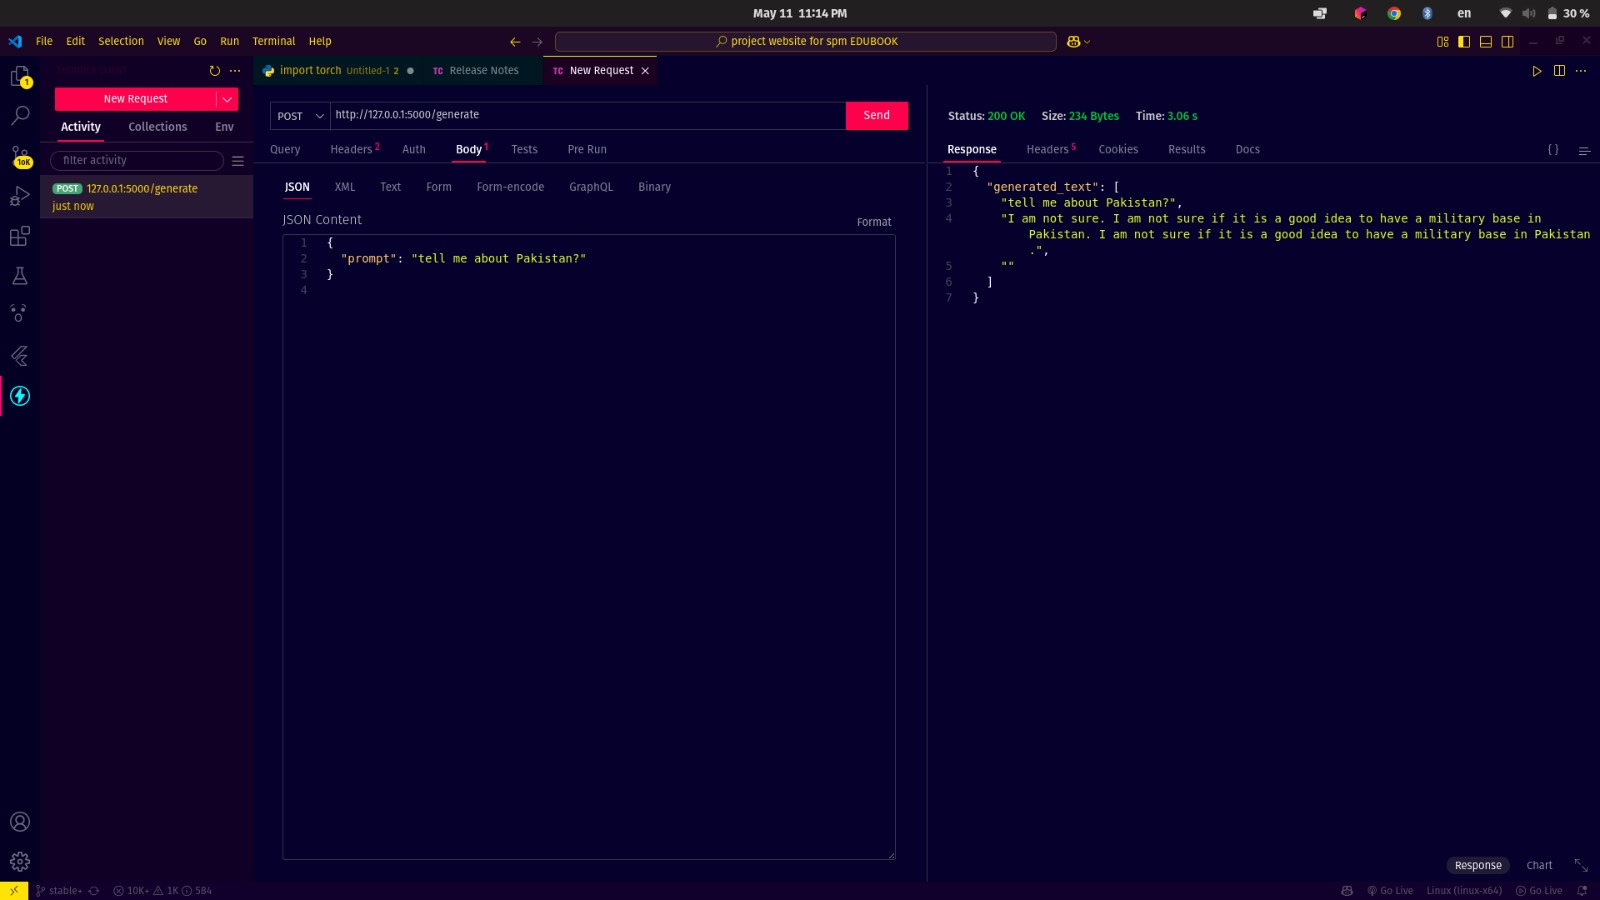 May 11 11:14 PM
en
30 %
File Edit Selection View Go Run Terminal Help
project website for spm EDUBOOK
1
10K
New Request
Activity Collections Env
filter activity
POST 127.0.0.1:5000/generate
just now
import torch Untitled-1 2
TC Release Notes
TC New Request
POST
http://127.0.0.1:5000/generate
Send
Query Headers 2 Auth Body 1 Tests Pre Run
JSON XML Text Form Form-encode GraphQL Binary
JSON Content
Format
1 {
2 "prompt": "tell me about Pakistan?"
3 }
4
Status: 200 OK Size: 234 Bytes Time: 3.06 s
Response Headers 5 Cookies Results Docs
{ }
1 {
2 "generated_text": [
3 "tell me about Pakistan?",
4 "I am not sure. I am not sure if it is a good idea to have a military base in
Pakistan. I am not sure if it is a good idea to have a military base in Pakistan
.",
5 ""
6 ]
7 }
Response Chart
stable+ 10K+ 1K 584
Go Live Linux (linux-x64) Go Live